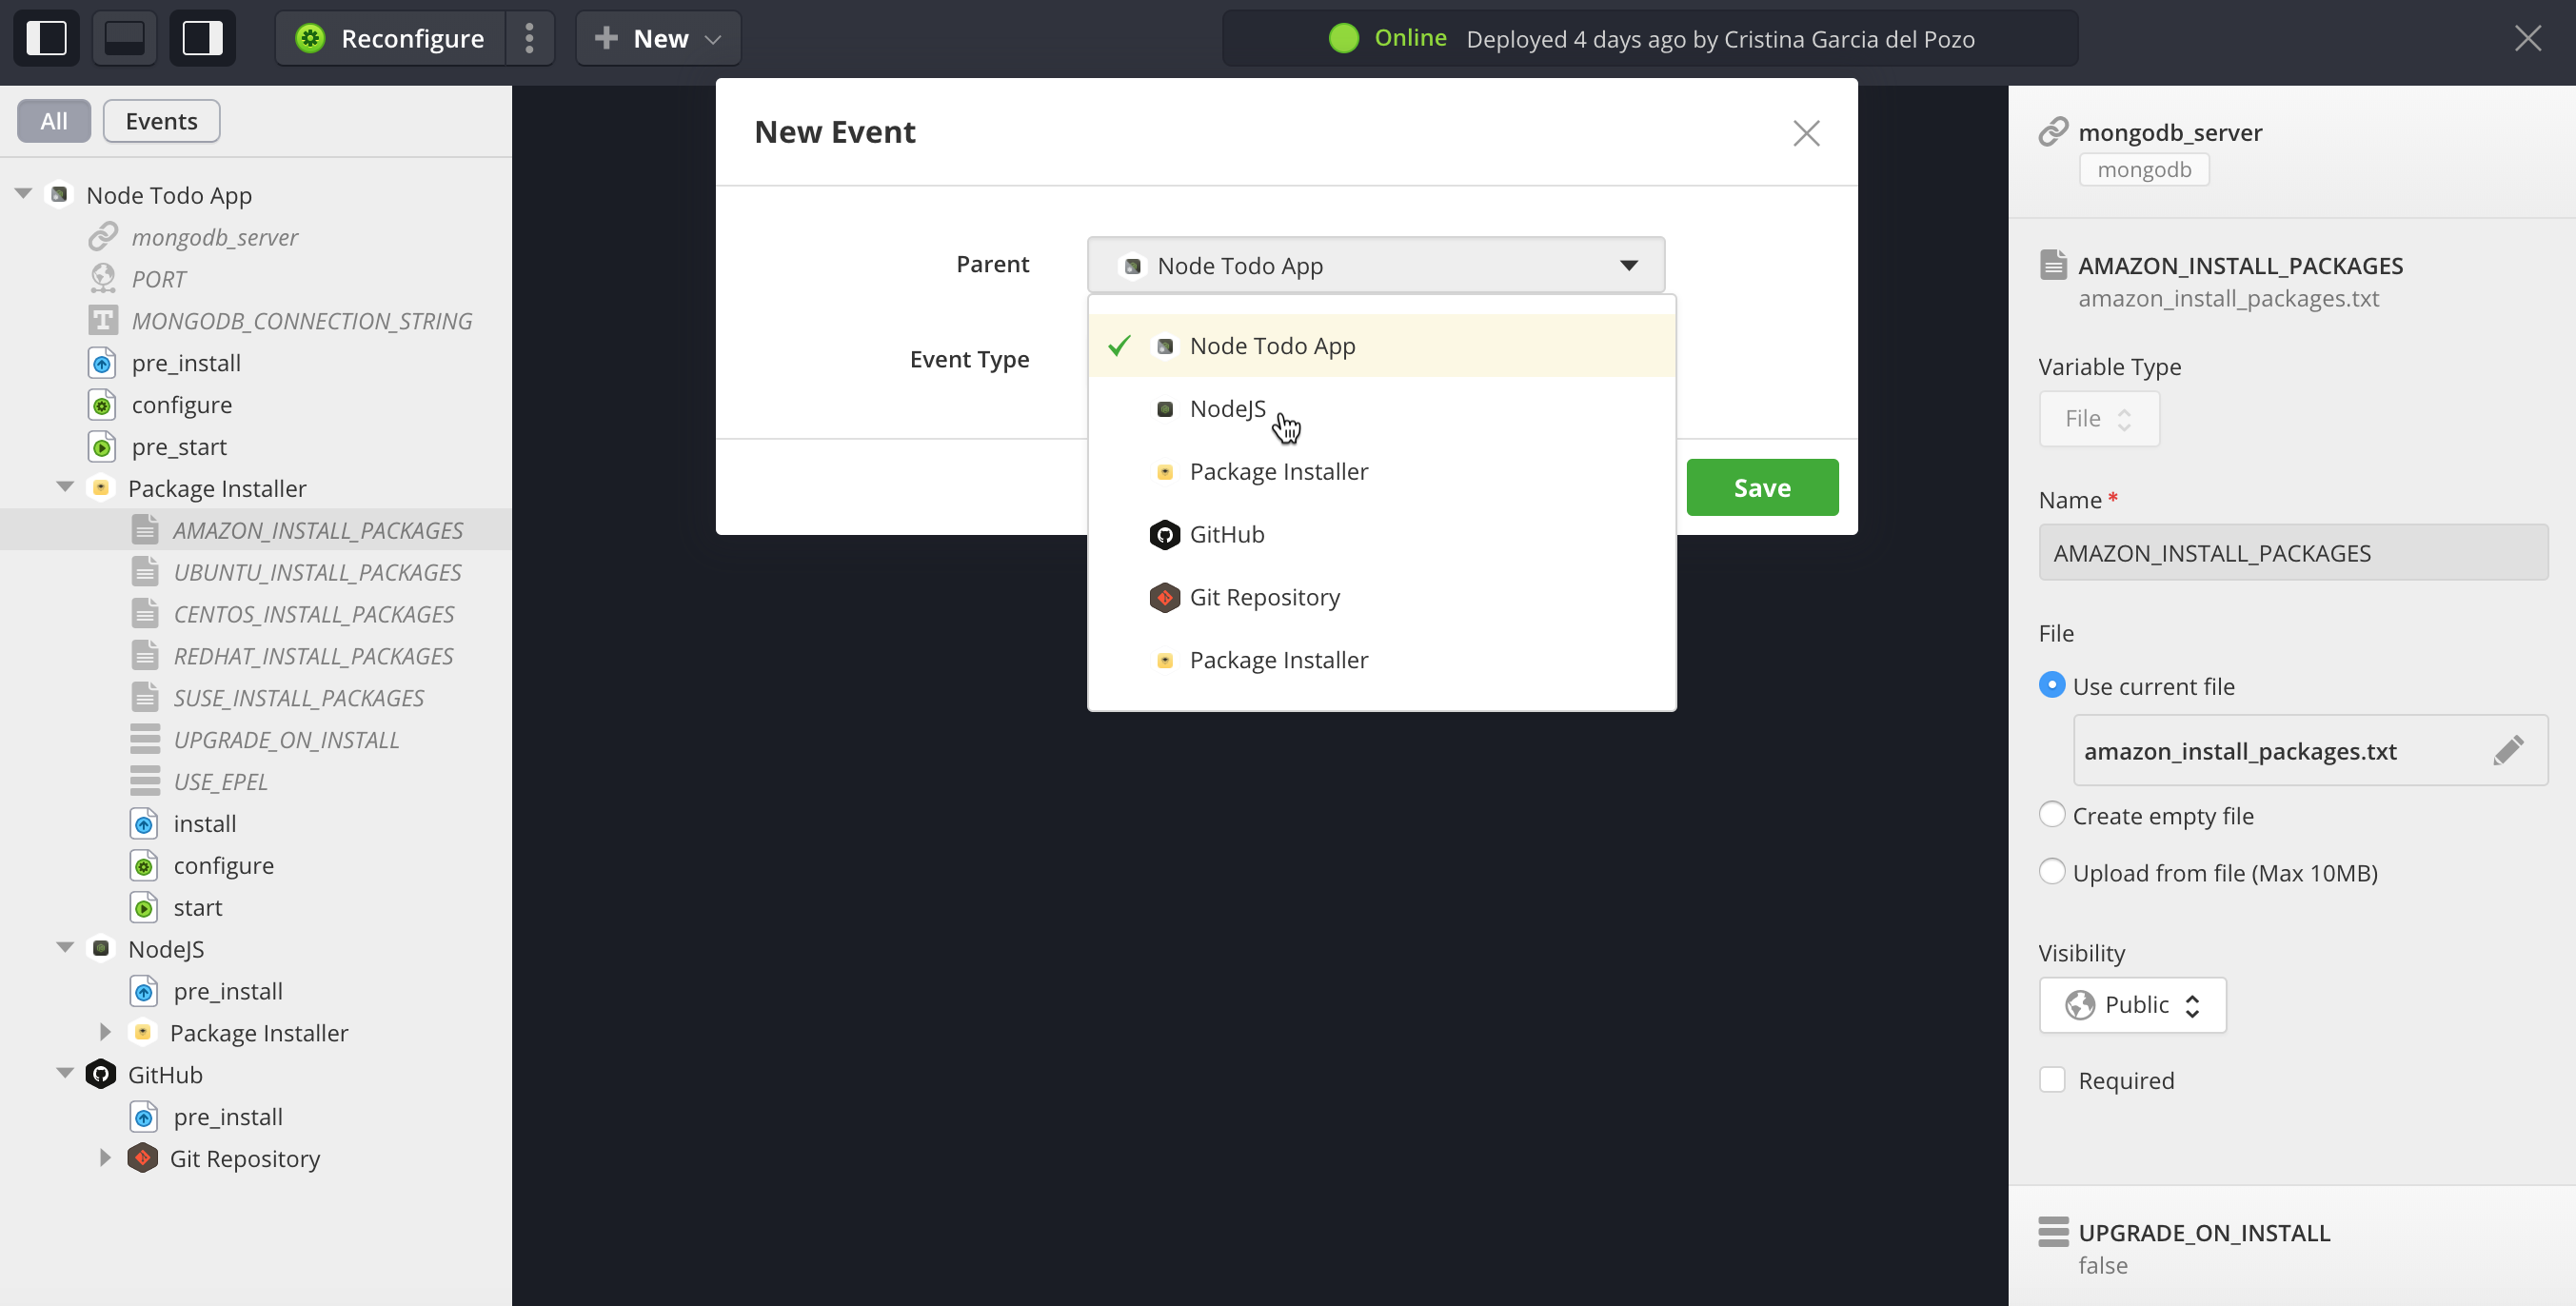 Reconfigure
New
Online Deployed 4 days ago by Cristina Garcia del Pozo
All
Events
Node Todo App
mongodb_server
PORT
MONGODB_CONNECTION_STRING
pre_install
configure
pre_start
Package Installer
AMAZON_INSTALL_PACKAGES
UBUNTU_INSTALL_PACKAGES
CENTOS_INSTALL_PACKAGES
REDHAT_INSTALL_PACKAGES
SUSE_INSTALL_PACKAGES
UPGRADE_ON_INSTALL
USE_EPEL
install
configure
start
NodeJS
pre_install
Package Installer
GitHub
pre_install
Git Repository
New Event
Parent
Node Todo App
Event Type
Node Todo App
NodeJS
Package Installer
GitHub
Git Repository
Package Installer
Save
mongodb_server
mongodb
AMAZON_INSTALL_PACKAGES
amazon_install_packages.txt
Variable Type
File
Name *
AMAZON_INSTALL_PACKAGES
File
Use current file
amazon_install_packages.txt
Create empty file
Upload from file (Max 10MB)
Visibility
Public
Required
UPGRADE_ON_INSTALL
false